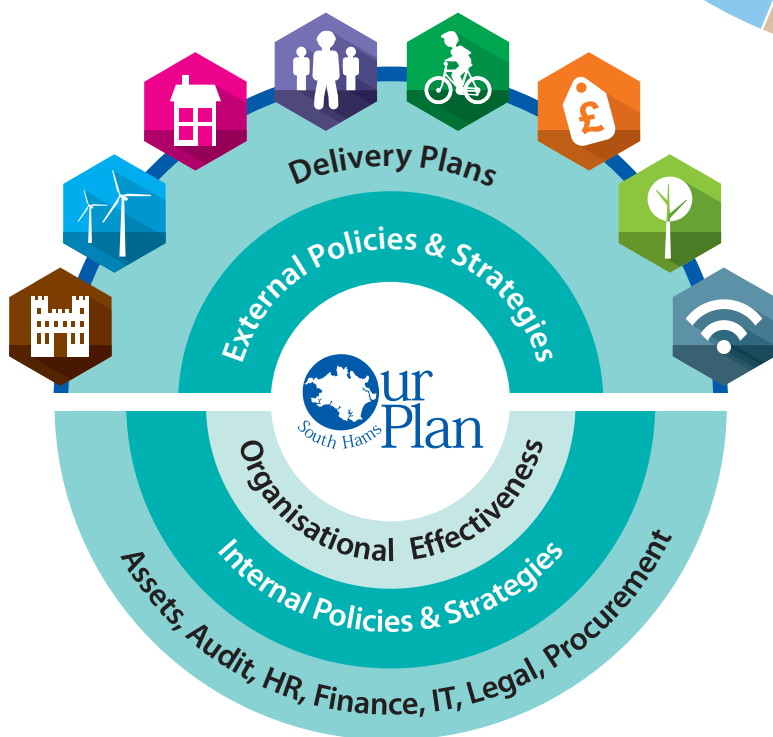 £
Delivery Plans
External Policies & Strategies
Our
Plan
South Hams
Organisational Effectiveness
Internal Policies & Strategies
Assets, Audit, HR, Finance, IT, Legal, Procurement